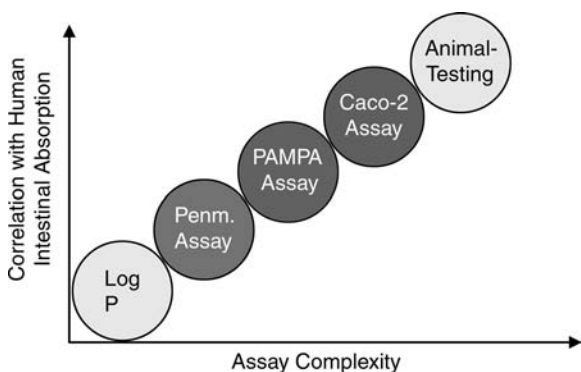 Correlation with Human
Intestinal Absorption
Animal-
Testing
Caco-2
Assay
PAMPA
Assay
Penm.
Assay
Log
P
Assay Complexity